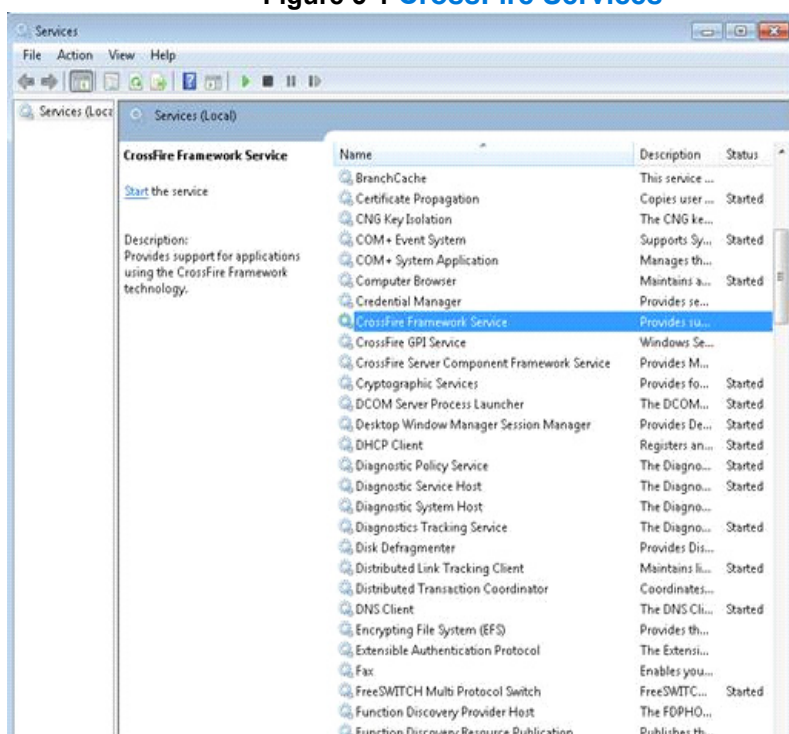 Figure 5-1 CrossFire Services
Services
File Action View Help
Services (Loca
Services (Local)
CrossFire Framework Service
Start the service
Description:
Provides support for applications
using the CrossFire Framework
technology.
Name Description Status
BranchCache This service ...
Certificate Propagation Copies user ... Started
CNG Key Isolation The CNG ke...
COM+ Event System Supports Sy... Started
COM+ System Application Manages th...
Computer Browser Maintains a... Started
Credential Manager Provides se...
CrossFire Framework Service Provides su...
CrossFire GPI Service Windows Se...
CrossFire Server Component Framework Service Provides M...
Cryptographic Services Provides fo... Started
DCOM Server Process Launcher The DCOM... Started
Desktop Window Manager Session Manager Provides De... Started
DHCP Client Registers an... Started
Diagnostic Policy Service The Diagno... Started
Diagnostic Service Host The Diagno... Started
Diagnostic System Host The Diagno...
Diagnostics Tracking Service The Diagno... Started
Disk Defragmenter Provides Dis...
Distributed Link Tracking Client Maintains li... Started
Distributed Transaction Coordinator Coordinates...
DNS Client The DNS Cli... Started
Encrypting File System (EFS) Provides th...
Extensible Authentication Protocol The Extensi...
Fax Enables you...
FreeSWITCH Multi Protocol Switch FreeSWITC... Started
Function Discovery Provider Host The FDPHO...
Function Discovery Resource Publication Publishes th...